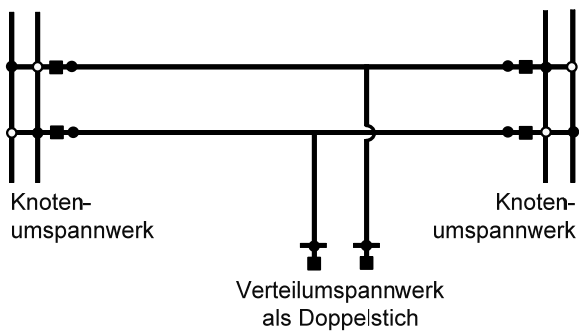 Knoten-
umspannwerk
Knoten-
umspannwerk
Verteilumspannwerk
als Doppelstich